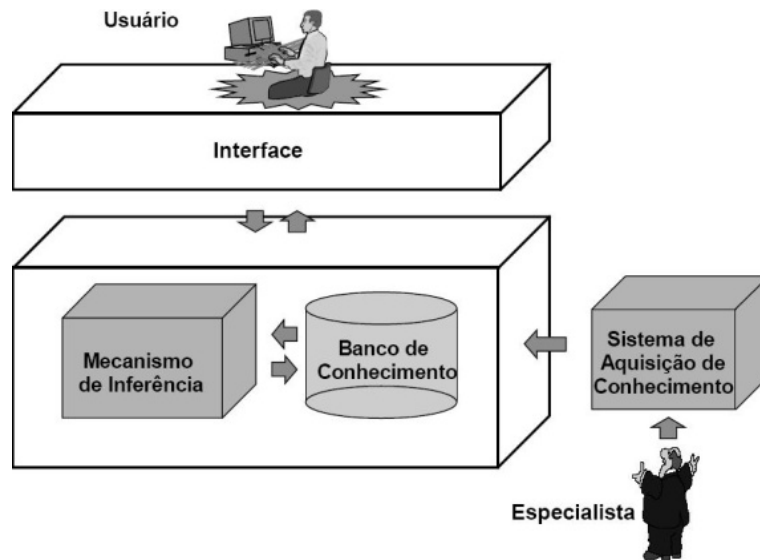 Usuário
Interface
Mecanismo
de Inferência
Banco de
Conhecimento
Sistema de
Aquisição de
Conhecimento
Especialista